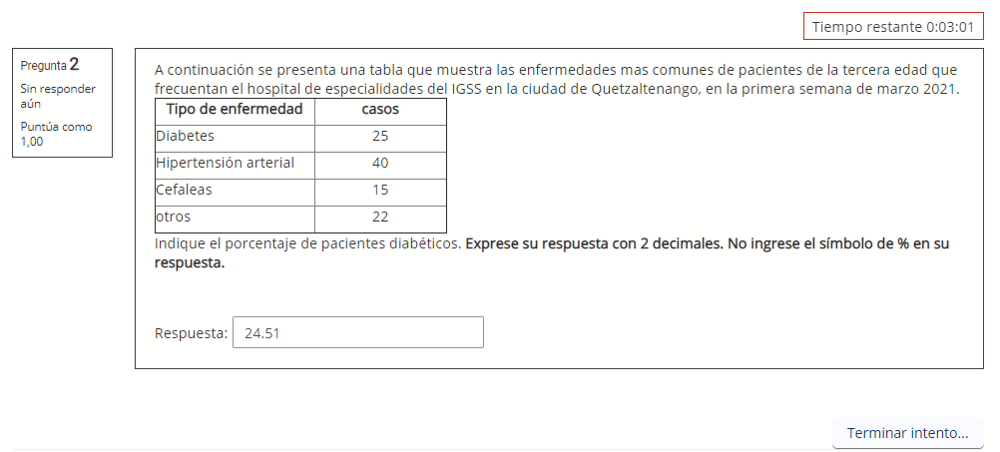 Tiempo restante 0:03:01
Pregunta 2
Sin responder
aún
Puntúa como
1,00
A continuación se presenta una tabla que muestra las enfermedades mas comunes de pacientes de la tercera edad que
frecuentan el hospital de especialidades del IGSS en la ciudad de Quetzaltenango, en la primera semana de marzo 2021.
Tipo de enfermedad casos
Diabetes 25
Hipertensión arterial 40
Cefaleas 15
otros 22
Indique el porcentaje de pacientes diabéticos. Exprese su respuesta con 2 decimales. No ingrese el símbolo de % en su
respuesta.
Respuesta: 24.51
Terminar intento...